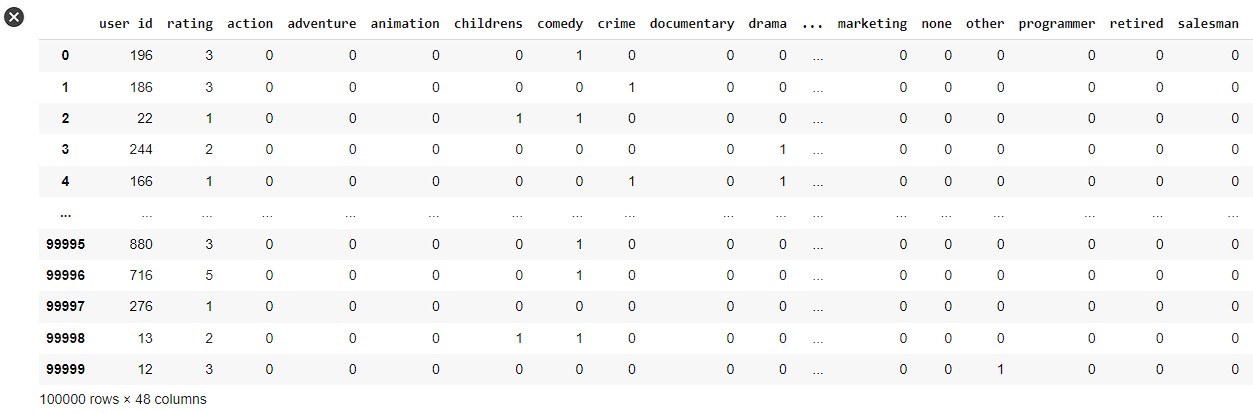 user id rating action adventure animation childrens comedy crime documentary drama ... marketing none other programmer retired salesman
0 196 3 0 0 0 0 1 0 0 0 ... 0 0 0 0 0 0
1 186 3 0 0 0 0 0 1 0 0 ... 0 0 0 0 0 0
2 22 1 0 0 0 1 1 0 0 0 ... 0 0 0 0 0 0
3 244 2 0 0 0 0 0 0 0 1 ... 0 0 0 0 0 0
4 166 1 0 0 0 0 0 1 0 1 ... 0 0 0 0 0 0
... ... ... ... ... ... ... ... ... ... ... ... ... ... ... ... ...
99995 880 3 0 0 0 0 1 0 0 0 ... 0 0 0 0 0 0
99996 716 5 0 0 0 0 1 0 0 0 ... 0 0 0 0 0 0
99997 276 1 0 0 0 0 0 0 0 0 ... 0 0 0 0 0 0
99998 13 2 0 0 0 1 1 0 0 0 ... 0 0 0 0 0 0
99999 12 3 0 0 0 0 0 0 0 0 ... 0 0 1 0 0 0
100000 rows × 48 columns